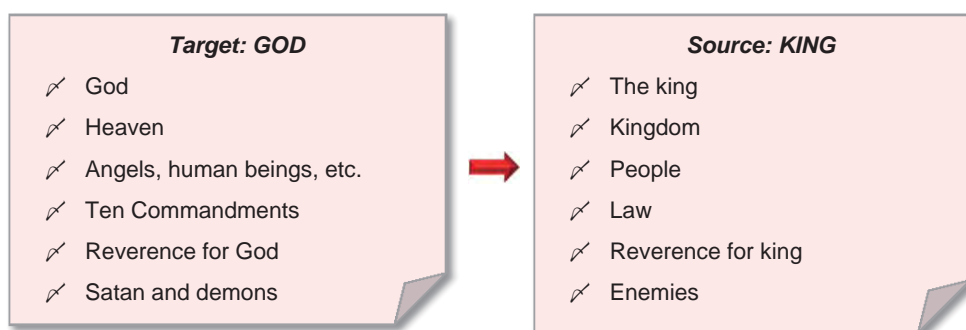 Target: GOD
God
Heaven
Angels, human beings, etc.
Ten Commandments
Reverence for God
Satan and demons
Source: KING
The king
Kingdom
People
Law
Reverence for king
Enemies